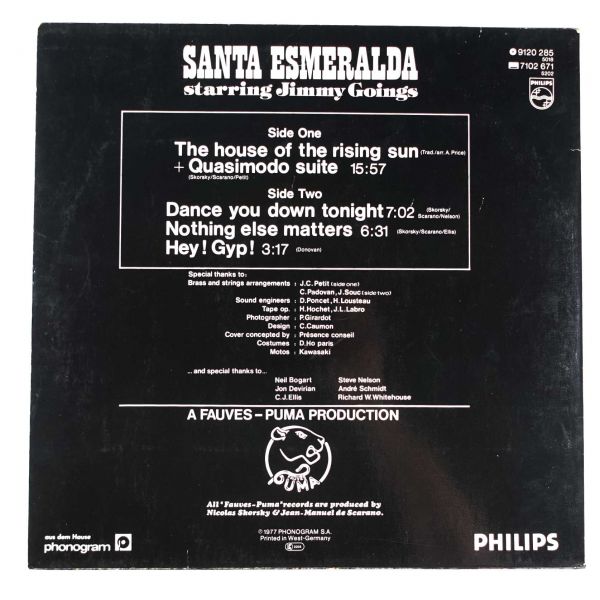 SANTA ESMERALDA
starring Jimmy Goings
9120 285
5018
7102 671
5202
PHILIPS
Side One
The house of the rising sun (Trad./arr. A. Price)
+ Quasimodo suite 15:57
(Skorsky/Scarano/Petit)
Side Two
Dance you down tonight 7:02 (Skorsky/
Scarano/Nelson)
Nothing else matters 6:31 (Skorsky/Scarano/Ellis)
Hey! Gyp! 3:17 (Donovan)
Special thanks to:
Brass and strings arrangements : J.C. Petit (side one)
C. Padovan, J. Souc (side two)
Sound engineers : D. Poncet, H. Lousteau
Tape op. : H. Hochet, J.L. Labro
Photographer : P. Girardot
Design : C. Caumon
Cover concepted by : Présence conseil
Costumes : D. Ho paris
Motos : Kawasaki
...and special thanks to...
Neil Bogart Steve Nelson
Jon Devirian André Schmidt
C.J. Ellis Richard W. Whitehouse
A FAUVES – PUMA PRODUCTION
FAUVES
PUMA
All "Fauves-Puma" records are produced by
Nicolas Skorsky & Jean-Manuel de Scarano.
℗ 1977 PHONOGRAM S.A.
Printed in West-Germany
aus dem Hause
phonogram
PHILIPS